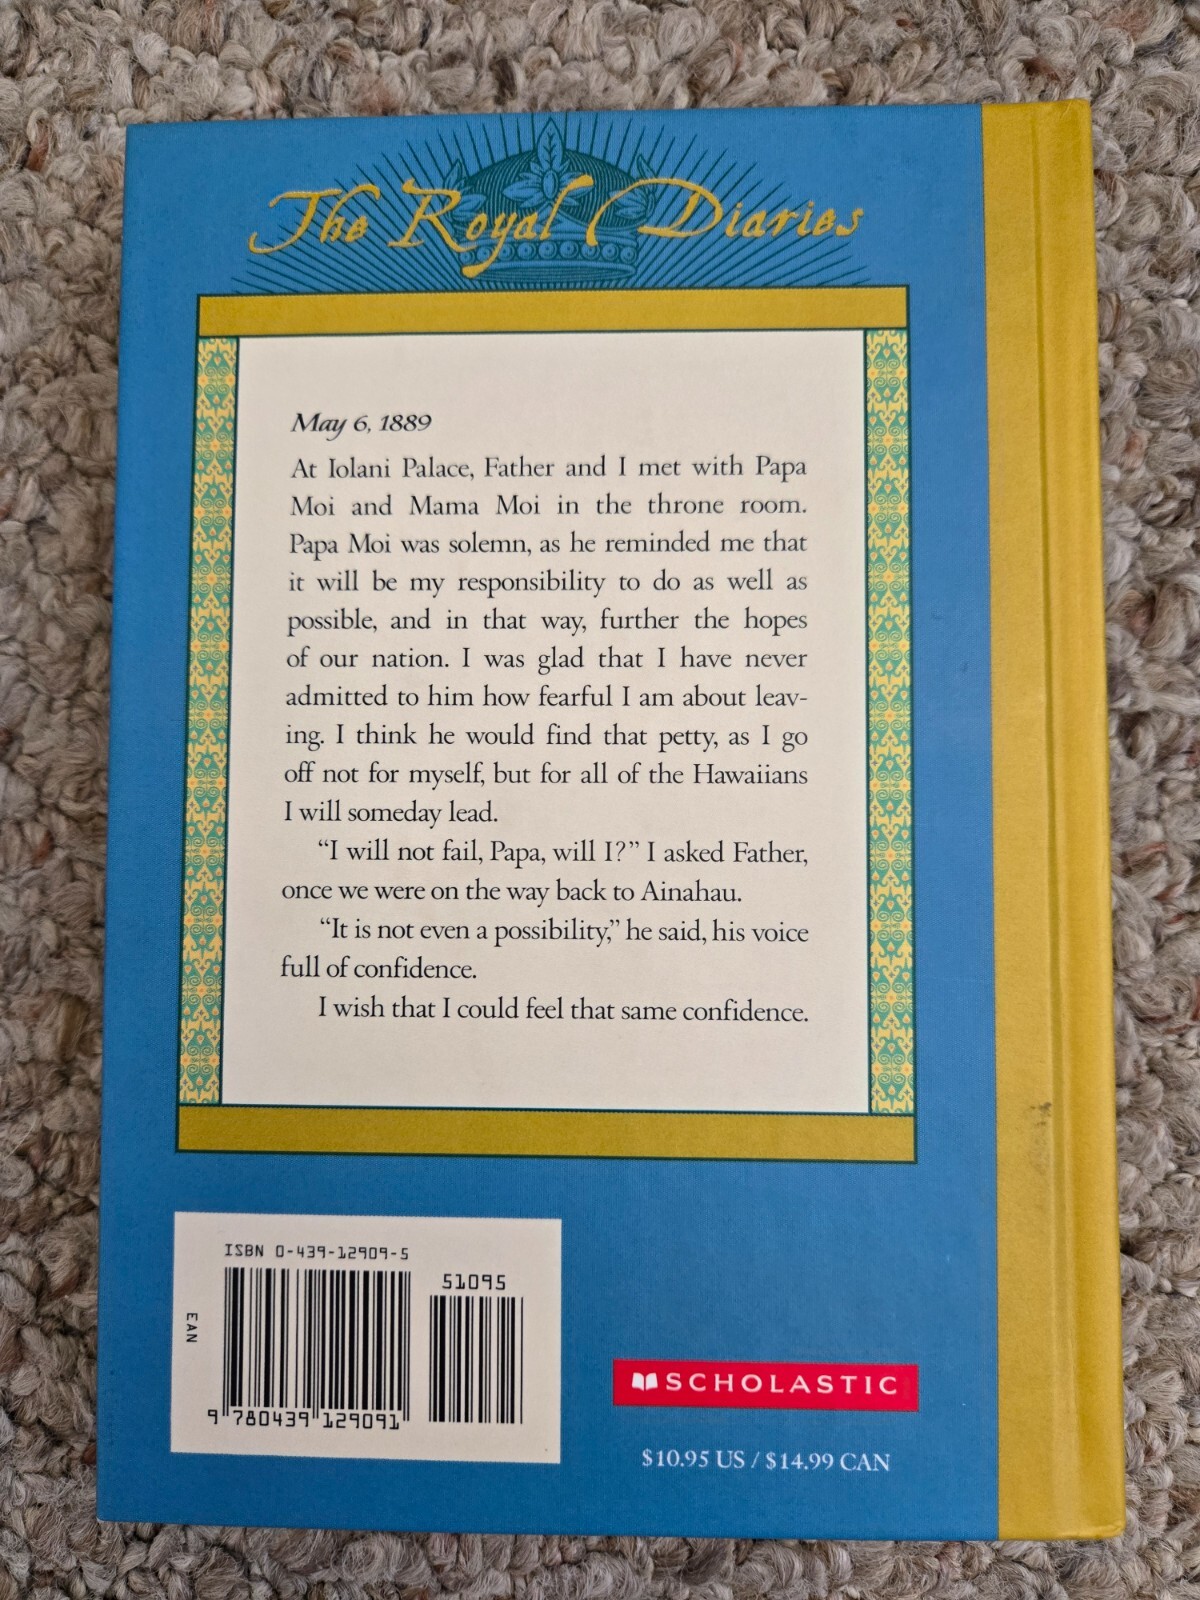 The Royal Diaries
May 6, 1889
At Iolani Palace, Father and I met with Papa
Moi and Mama Moi in the throne room.
Papa Moi was solemn, as he reminded me that
it will be my responsibility to do as well as
possible, and in that way, further the hopes
of our nation. I was glad that I have never
admitted to him how fearful I am about leav-
ing. I think he would find that petty, as I go
off not for myself, but for all of the Hawaiians
I will someday lead.
“I will not fail, Papa, will I?” I asked Father,
once we were on the way back to Ainahau.
“It is not even a possibility,” he said, his voice
full of confidence.
I wish that I could feel that same confidence.
ISBN 0-439-12909-5
51095
EAN
9 780439 129091
SCHOLASTIC
$10.95 US / $14.99 CAN